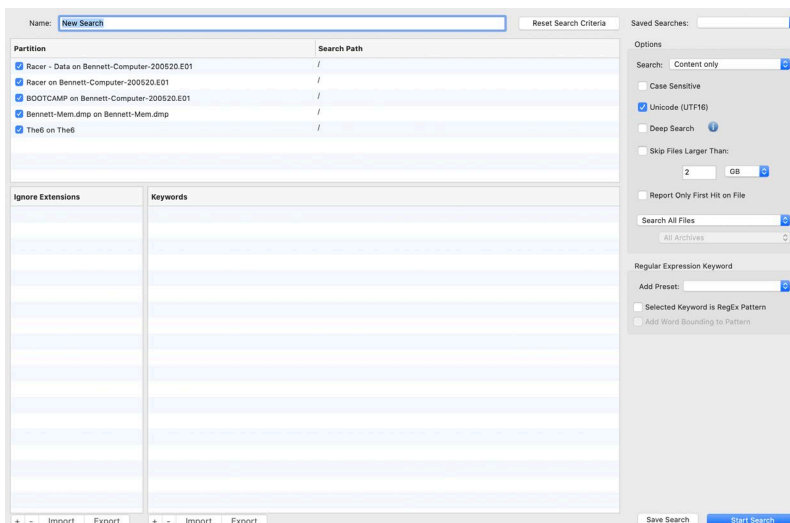 Name: New Search Reset Search Criteria Saved Searches:
Partition Search Path
Racer - Data on Bennett-Computer-200520.E01 /
Racer on Bennett-Computer-200520.E01 /
BOOTCAMP on Bennett-Computer-200520.E01 /
Bennett-Mem.dmp on Bennett-Mem.dmp /
The6 on The6 /
Ignore Extensions Keywords
+ - Import Export + - Import Export
Options
Search: Content only
Case Sensitive
Unicode (UTF16)
Deep Search
Skip Files Larger Than:
2 GB
Report Only First Hit on File
Search All Files
All Archives
Regular Expression Keyword
Add Preset:
Selected Keyword is RegEx Pattern
Add Word Bounding to Pattern
Save Search Start Search